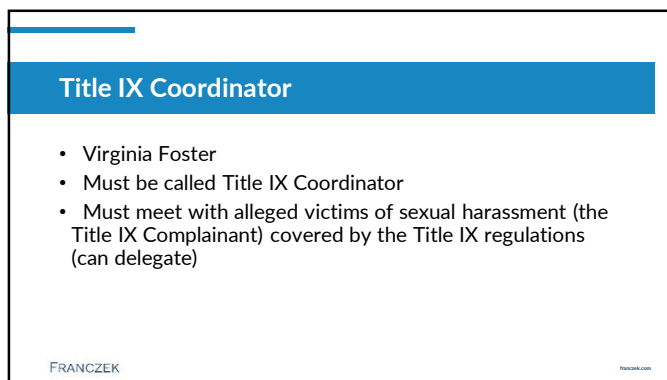 Title IX Coordinator
• Virginia Foster
• Must be called Title IX Coordinator
• Must meet with alleged victims of sexual harassment (the
Title IX Complainant) covered by the Title IX regulations
(can delegate)
FRANCZEK
franczek.com